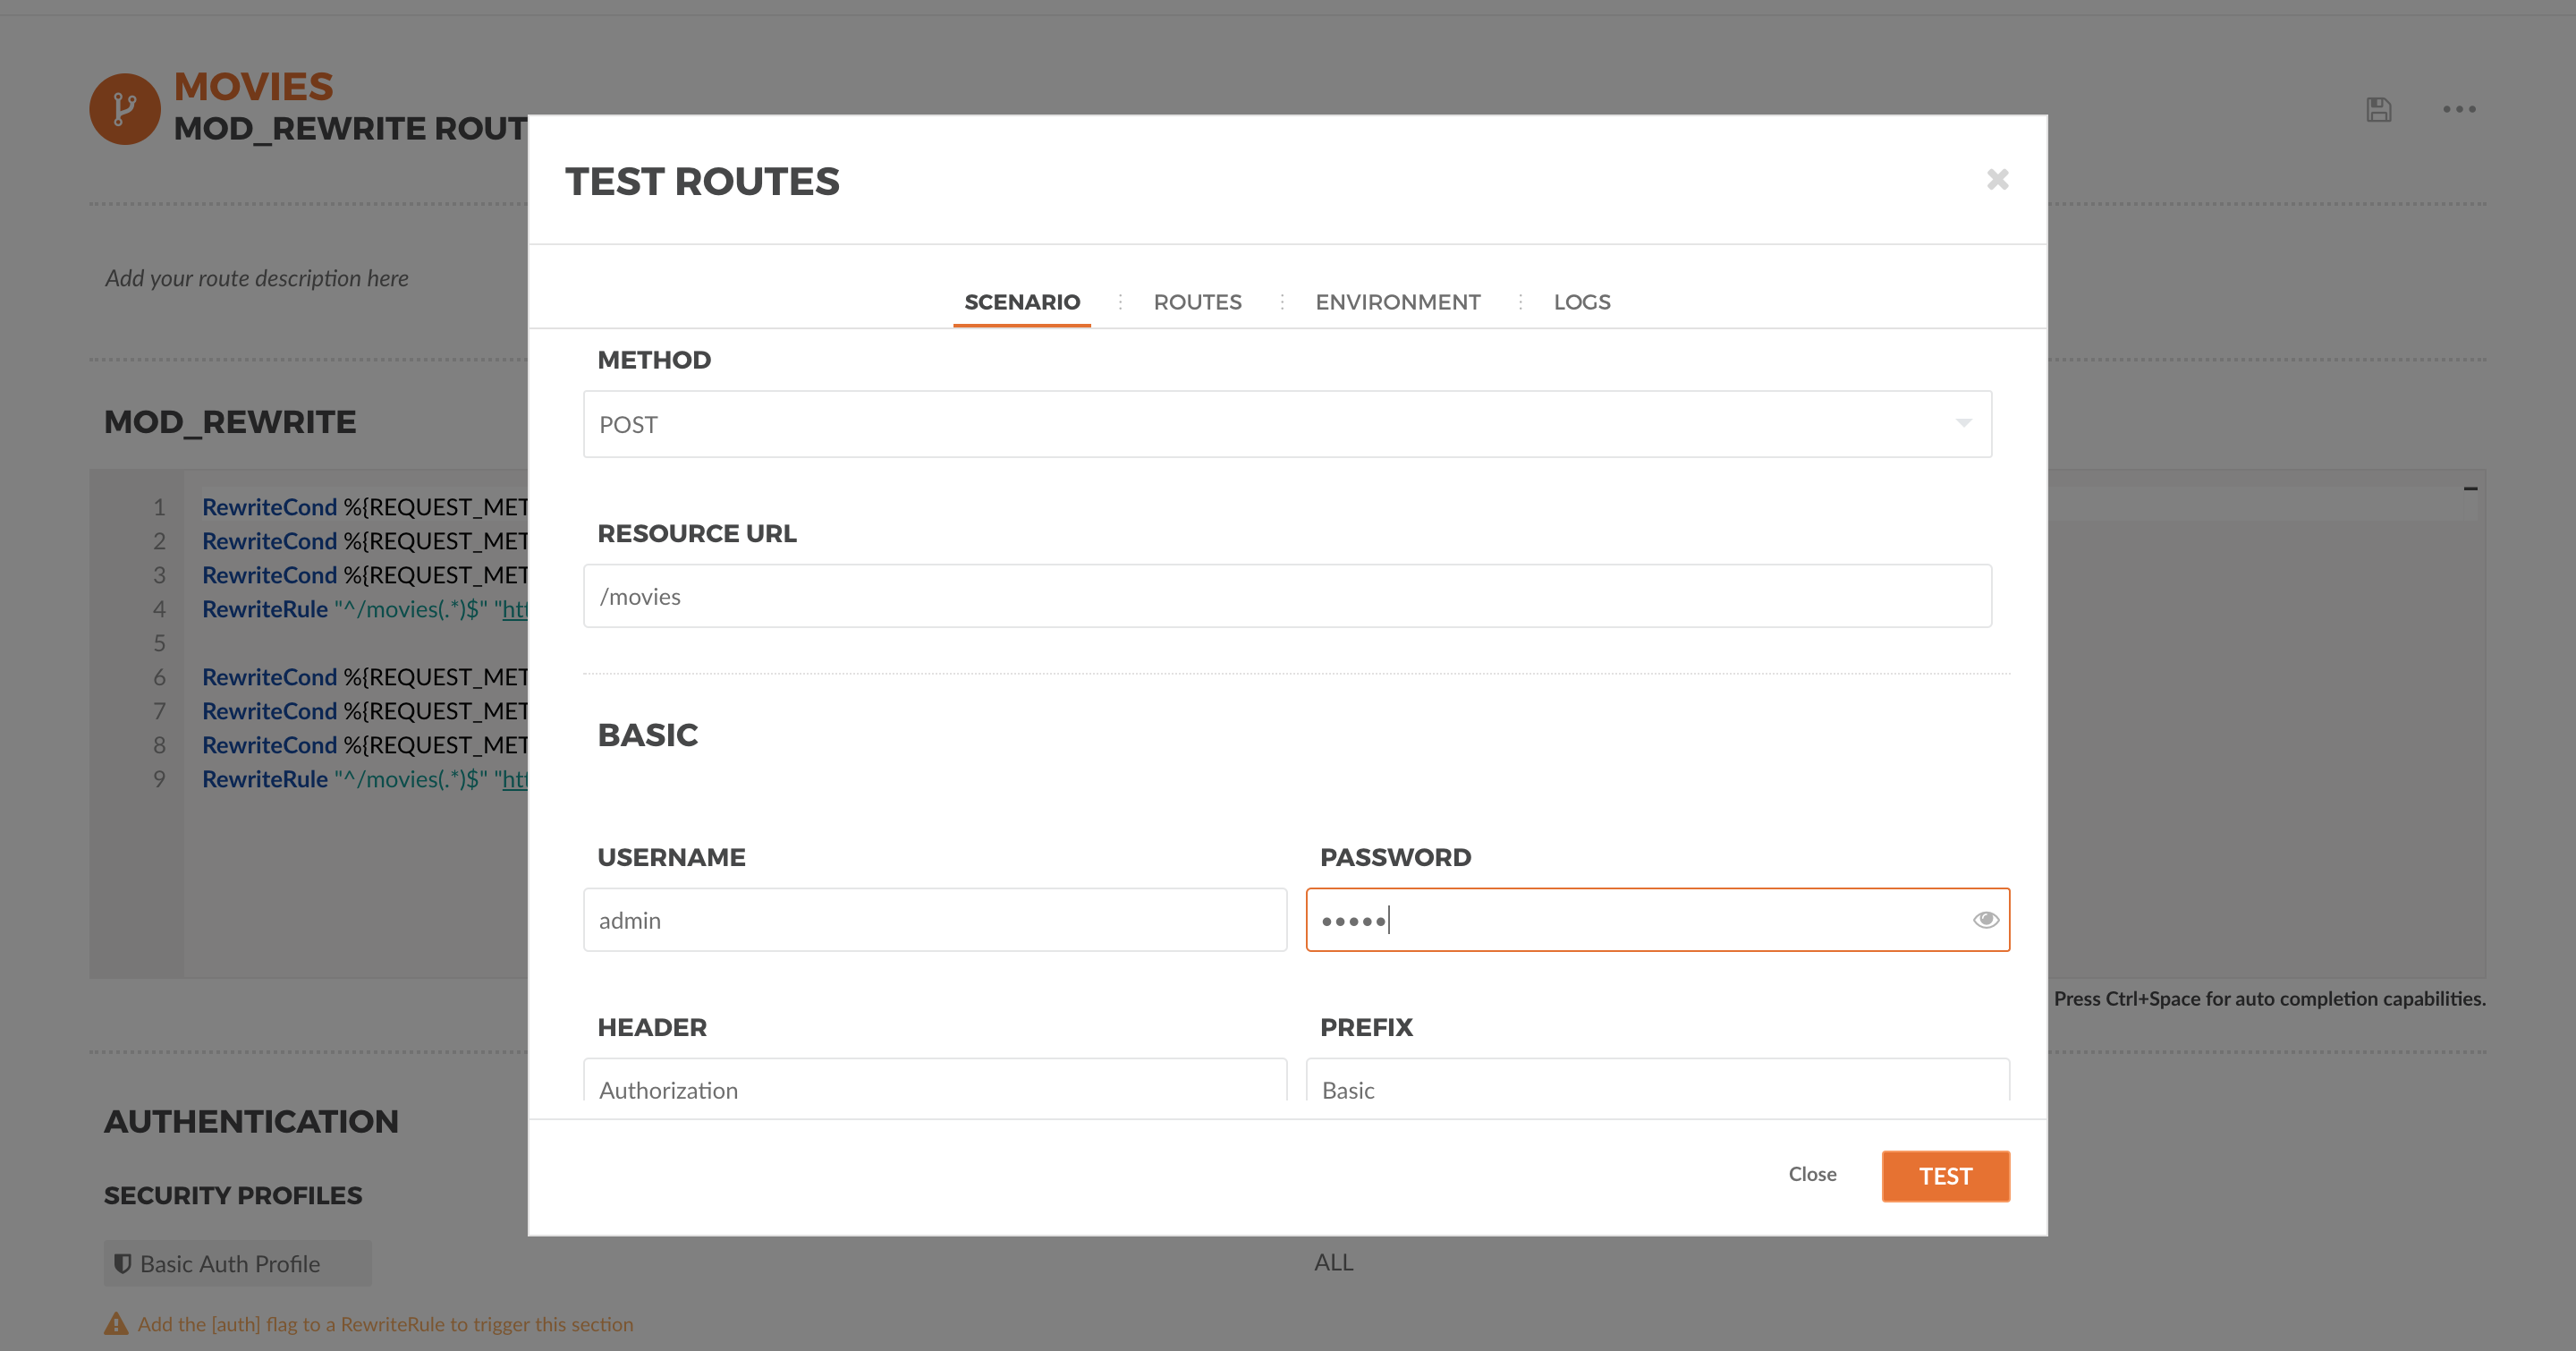 MOVIES
MOD_REWRITE ROUT
Add your route description here
MOD_REWRITE
1 RewriteCond %{REQUEST_MET
2 RewriteCond %{REQUEST_MET
3 RewriteCond %{REQUEST_MET
4 RewriteRule "^/movies(.*)$" "htt
5
6 RewriteCond %{REQUEST_MET
7 RewriteCond %{REQUEST_MET
8 RewriteCond %{REQUEST_MET
9 RewriteRule "^/movies(.*)$" "htt
Press Ctrl+Space for auto completion capabilities.
AUTHENTICATION
SECURITY PROFILES
Basic Auth Profile
ALL
Add the [auth] flag to a RewriteRule to trigger this section
TEST ROUTES
SCENARIO ROUTES ENVIRONMENT LOGS
METHOD
POST
RESOURCE URL
/movies
BASIC
USERNAME PASSWORD
admin •••••
HEADER PREFIX
Authorization Basic
Close TEST